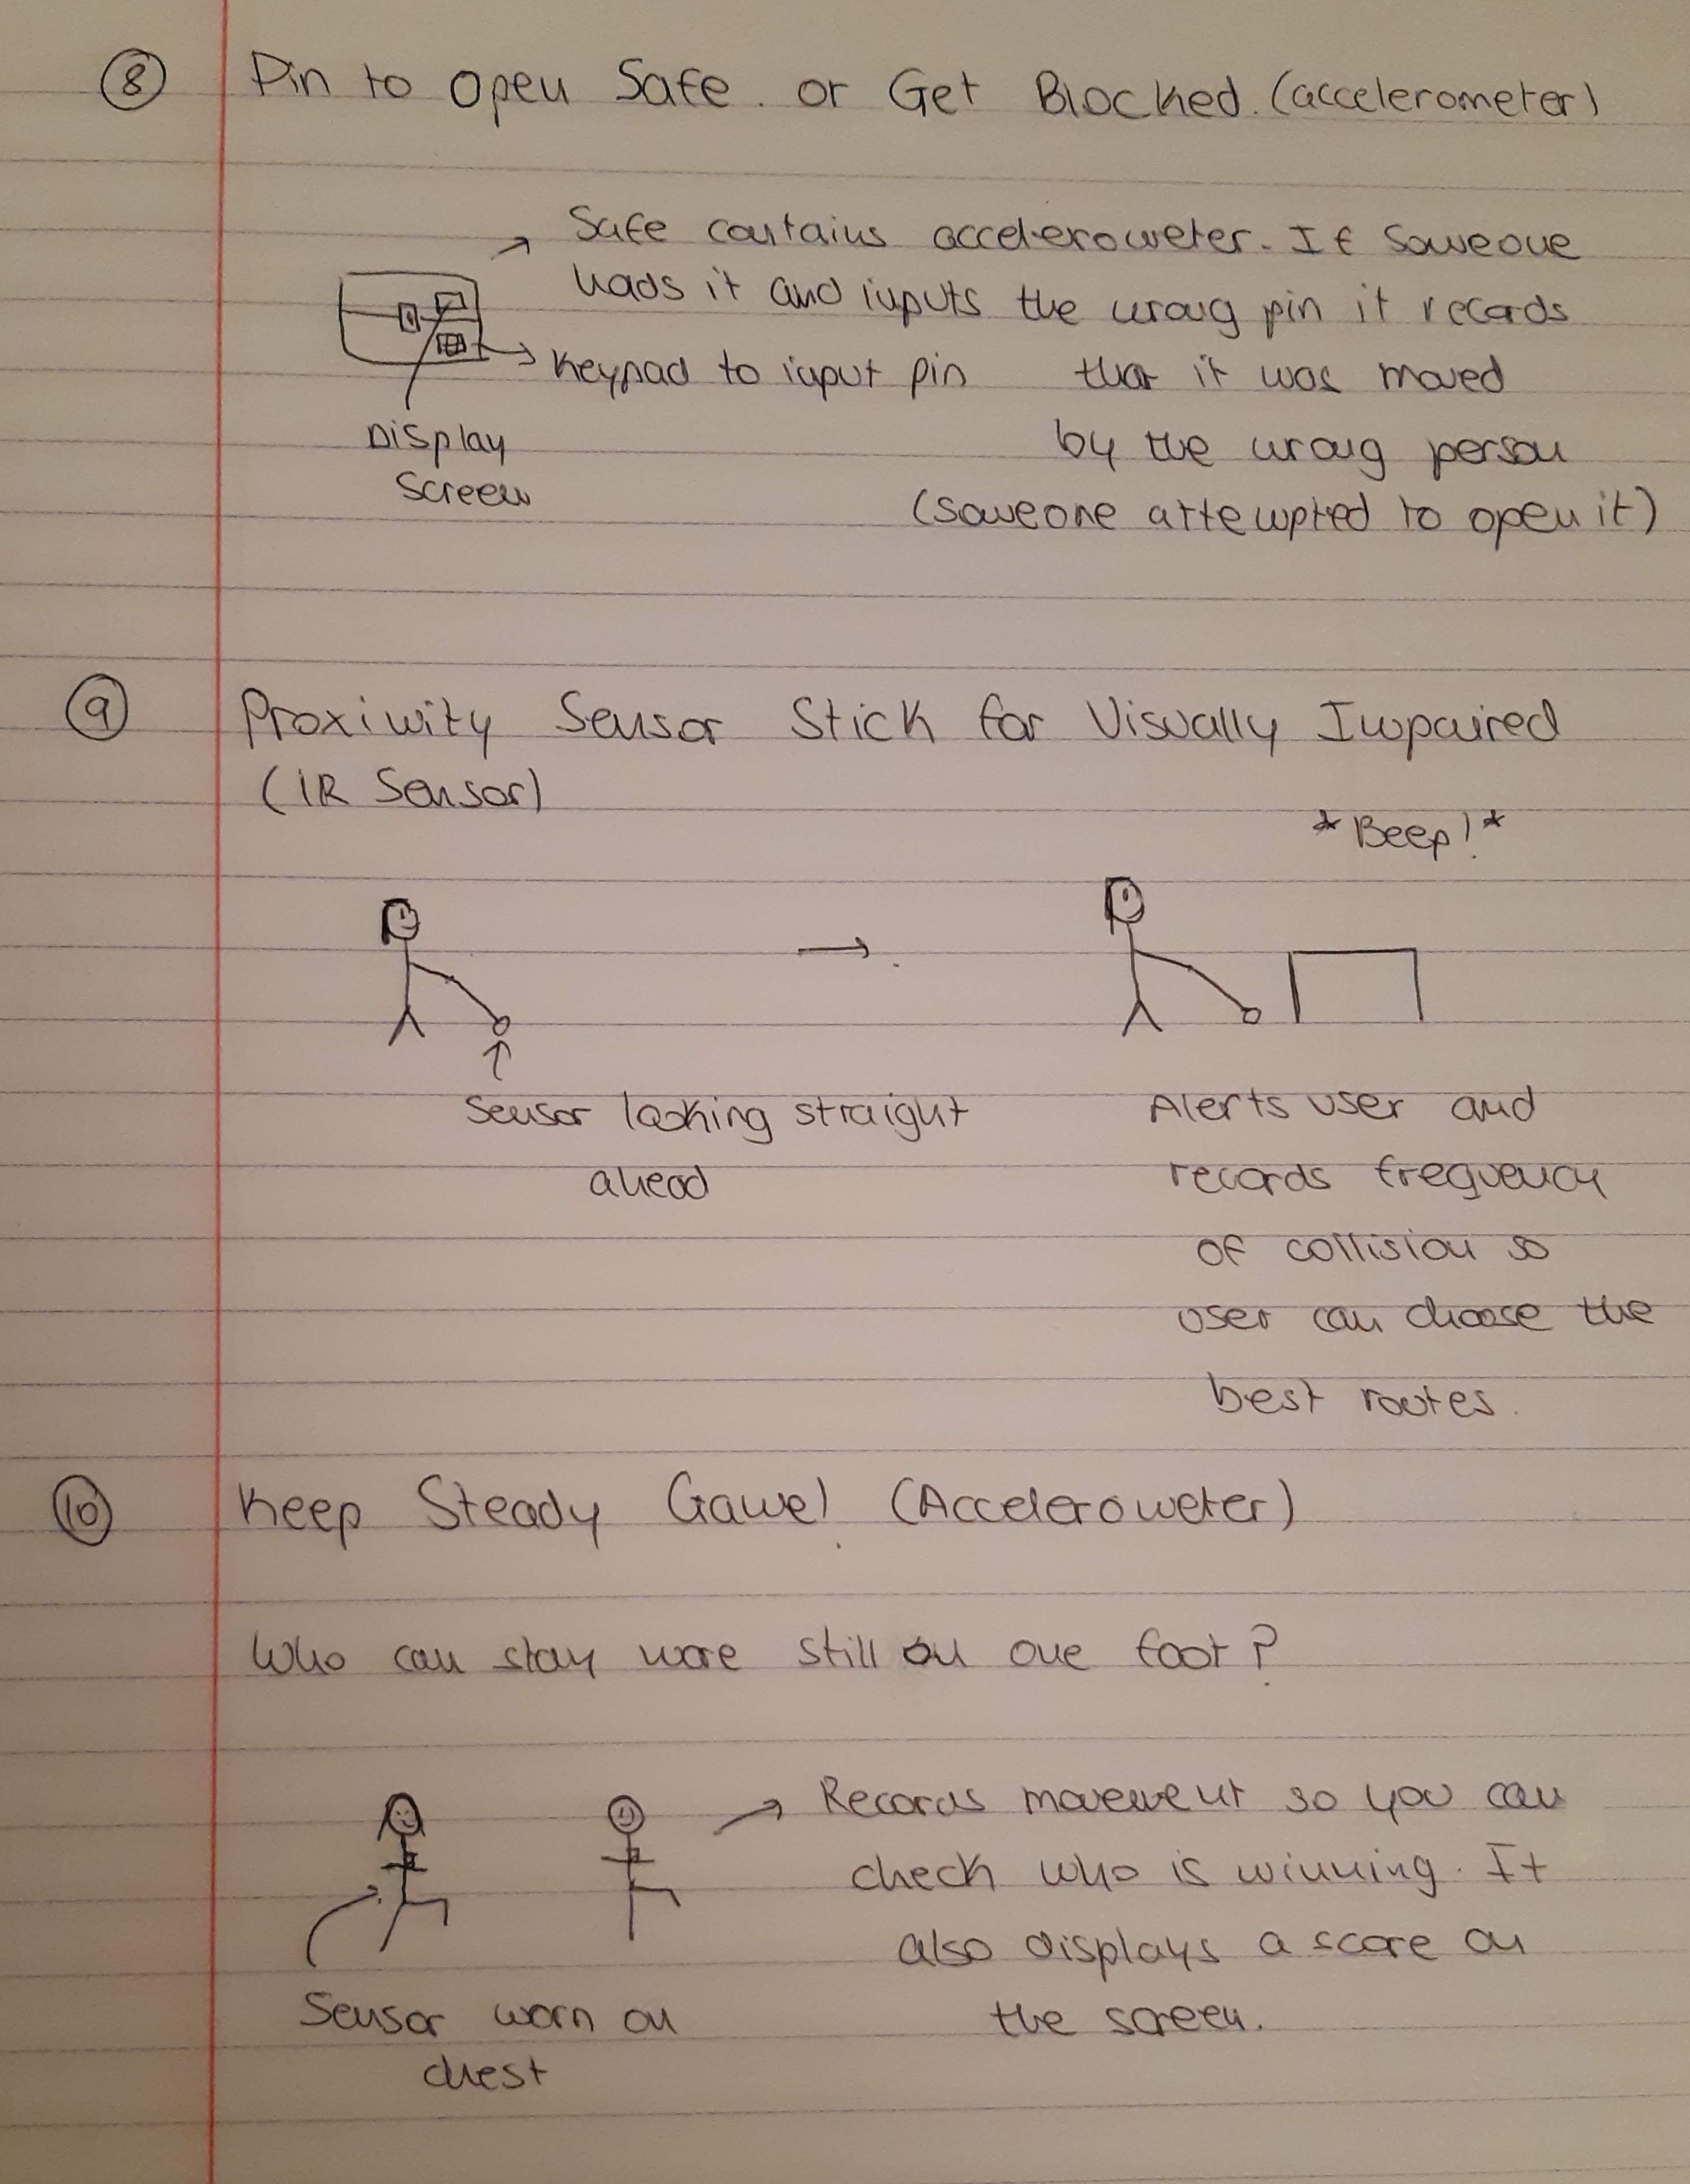 8 Pin to open Safe. or Get Blocked. (accelerometer)
Safe contains accelerometer. If someone
it and inputs the wrong pin it records
Keypad to input pin that it was moved
Display
by the wrong person
Screen
(someone attempted to open it)
9 Proximity Sensor Stick for Visually Impaired
(IR Sensor)
*Beep!*
Sensor looking straight
ahead
Alerts user and
records frequency
of collision so
user can choose the
best routes.
10 Keep Steady Game! (Accelerometer)
Who can stay more still on one foot?
Records movement so you can
check who is winning. It
also displays a score on
the screen.
Sensor worn on
chest